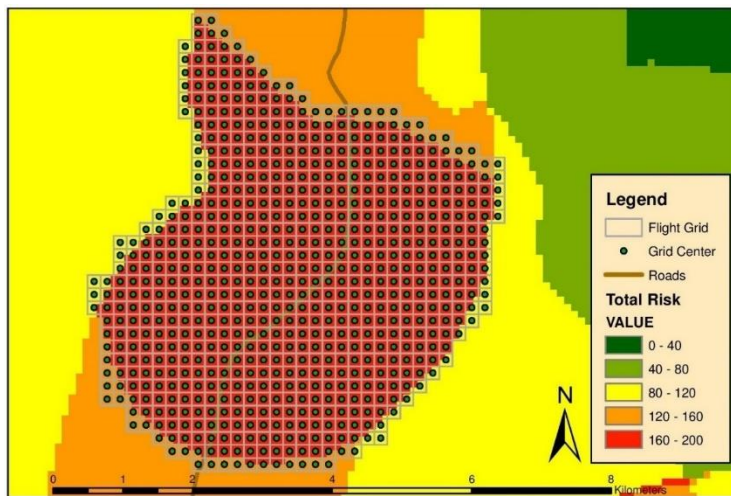 Legend
Flight Grid
Grid Center
Roads
Total Risk
VALUE
0 - 40
40 - 80
80 - 120
120 - 160
160 - 200
N
0 1 2 4 6 8
Kilometers